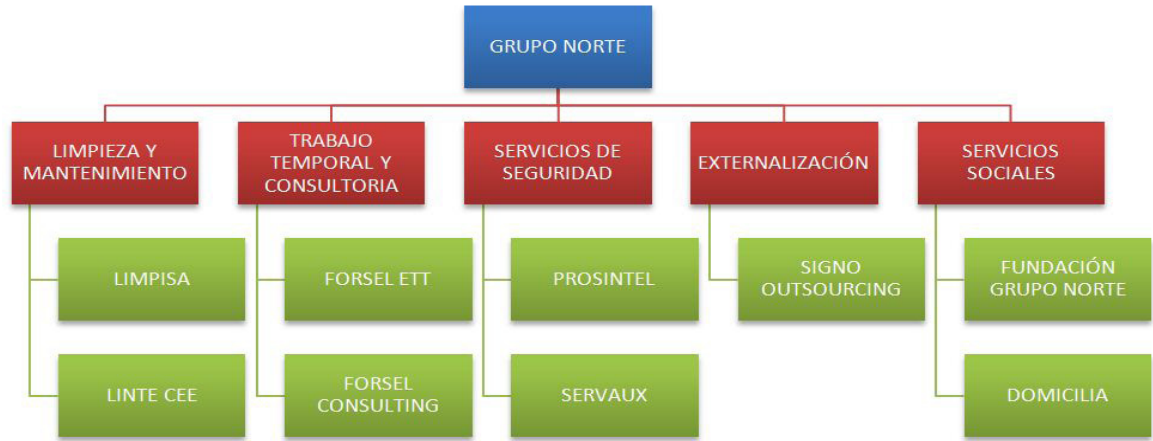 GRUPO NORTE
LIMPIEZA Y
MANTENIMIENTO
TRABAJO
TEMPORAL Y
CONSULTORIA
SERVICIOS DE
SEGURIDAD
EXTERNALIZACIÓN
SERVICIOS
SOCIALES
LIMPISA
FORSEL ETT
PROSINTEL
SIGNO
OUTSOURCING
FUNDACIÓN
GRUPO NORTE
LINTE CEE
FORSEL
CONSULTING
SERVAUX
DOMICILIA